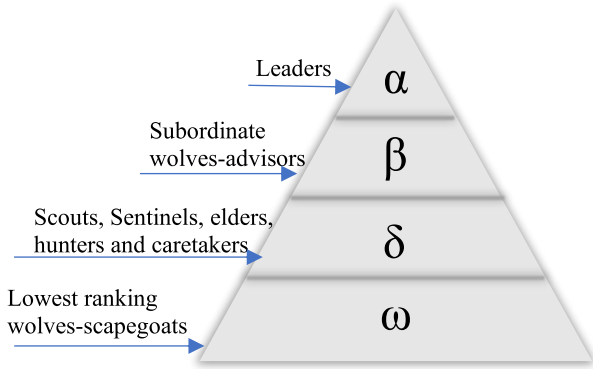 Leaders
α
Subordinate
wolves-advisors
β
Scouts, Sentinels, elders,
hunters and caretakers
δ
Lowest ranking
wolves-scapegoats
ω